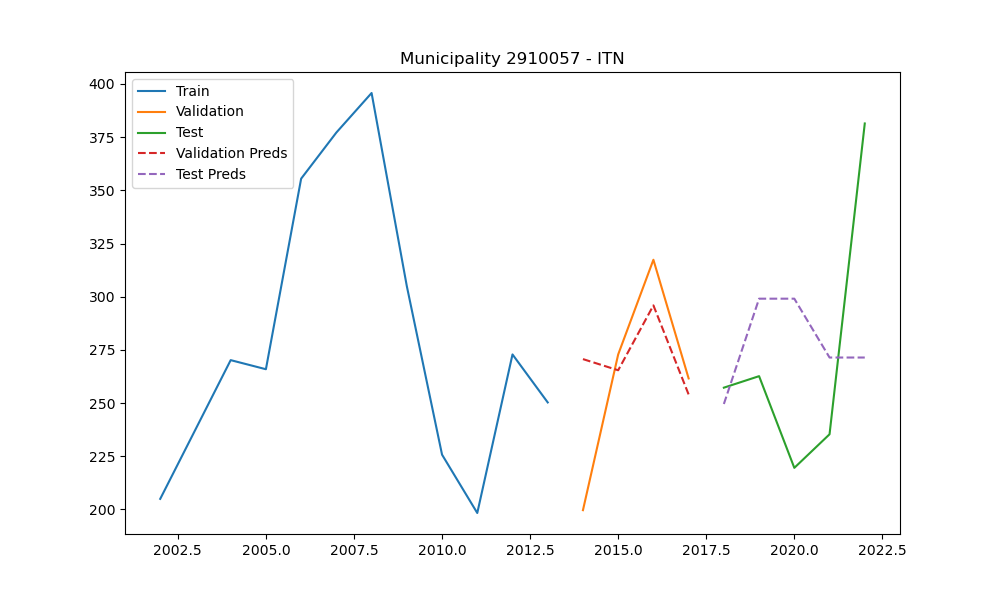 Municipality 2910057 - ITN
400
375
350
325
300
275
250
225
200
Train
Validation
Test
Validation Preds
Test Preds
2002.5 2005.0 2007.5 2010.0 2012.5 2015.0 2017.5 2020.0 2022.5